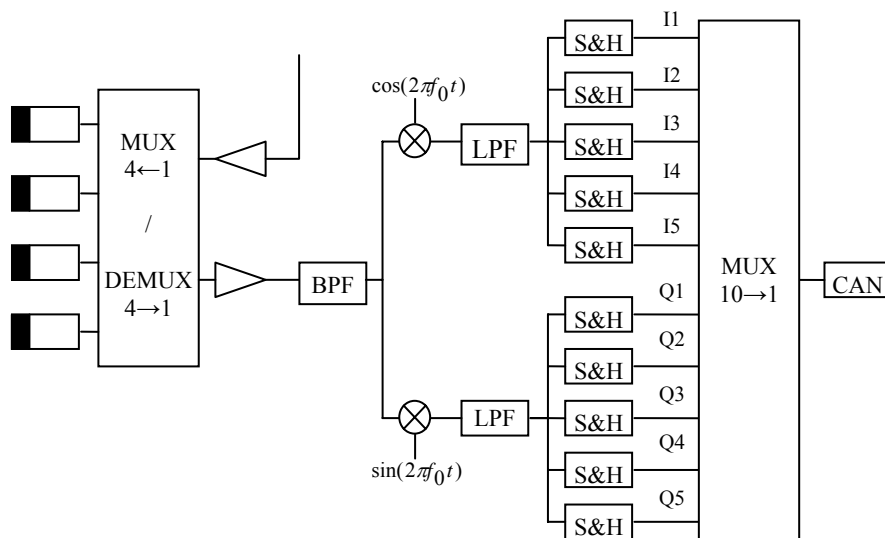 MUX
4←1
/
DEMUX
4→1
BPF
cos(2πf₀t)
LPF
S&H
I1
S&H
I2
S&H
I3
S&H
I4
S&H
I5
sin(2πf₀t)
LPF
S&H
Q1
S&H
Q2
S&H
Q3
S&H
Q4
S&H
Q5
MUX
10→1
CAN